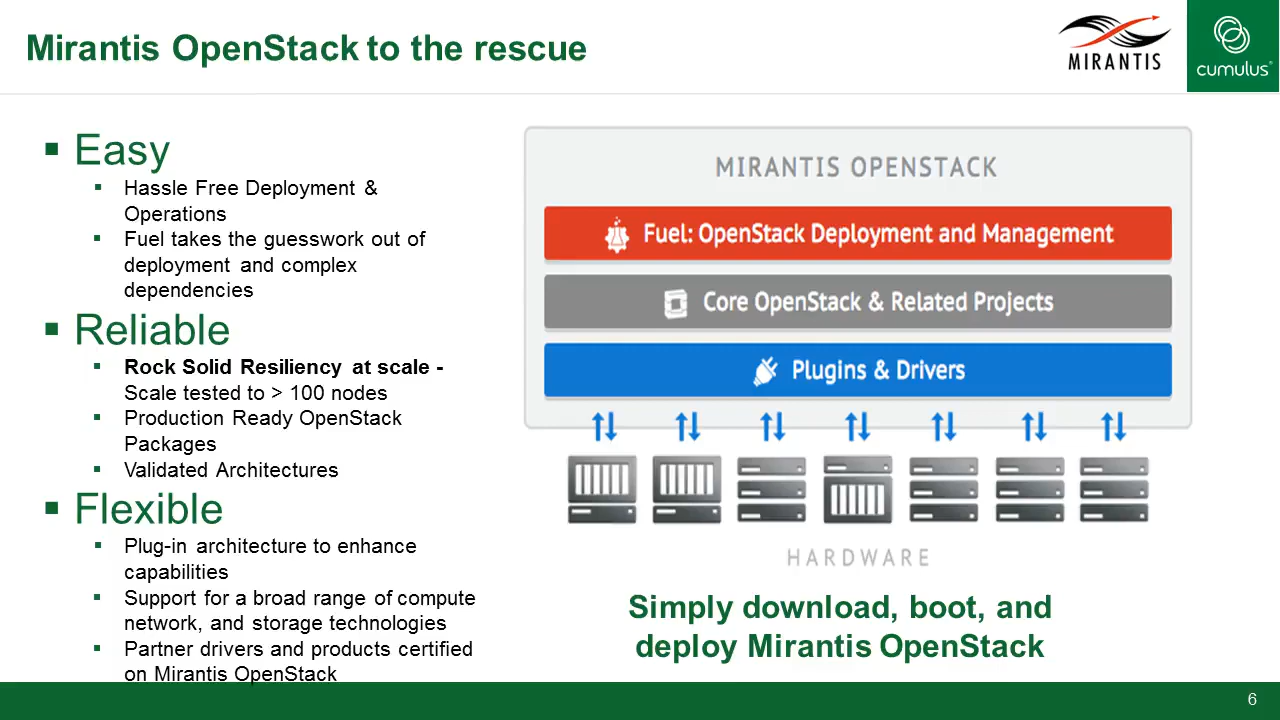 Mirantis OpenStack to the rescue
MIRANTIS
cumulus®
Easy
Hassle Free Deployment &
Operations
Fuel takes the guesswork out of
deployment and complex
dependencies
Reliable
Rock Solid Resiliency at scale -
Scale tested to > 100 nodes
Production Ready OpenStack
Packages
Validated Architectures
Flexible
Plug-in architecture to enhance
capabilities
Support for a broad range of compute
network, and storage technologies
Partner drivers and products certified
on Mirantis OpenStack
MIRANTIS OPENSTACK
Fuel: OpenStack Deployment and Management
Core OpenStack & Related Projects
Plugins & Drivers
HARDWARE
Simply download, boot, and
deploy Mirantis OpenStack
6